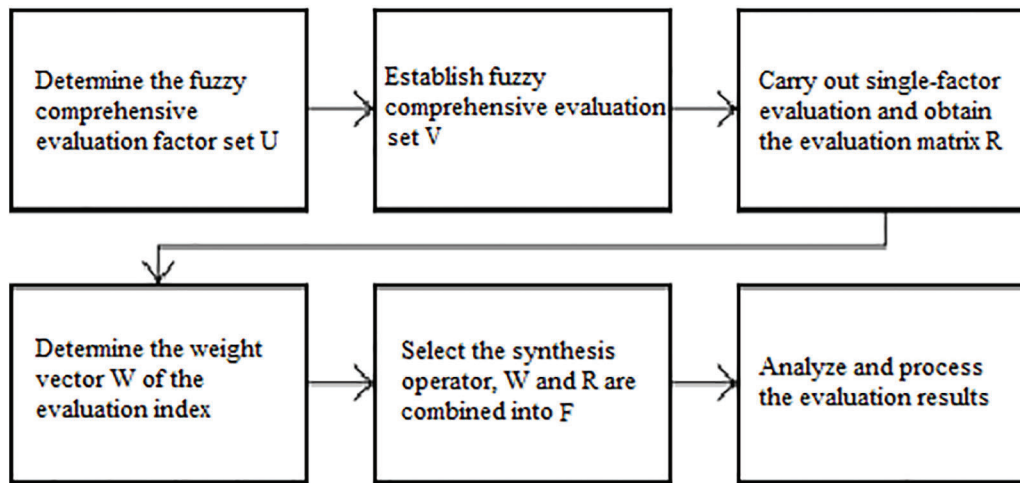 Determine the fuzzy
comprehensive
evaluation factor set U
Establish fuzzy
comprehensive evaluation
set V
Carry out single-factor
evaluation and obtain
the evaluation matrix R
Determine the weight
vector W of the
evaluation index
Select the synthesis
operator, W and R are
combined into F
Analyze and process
the evaluation results